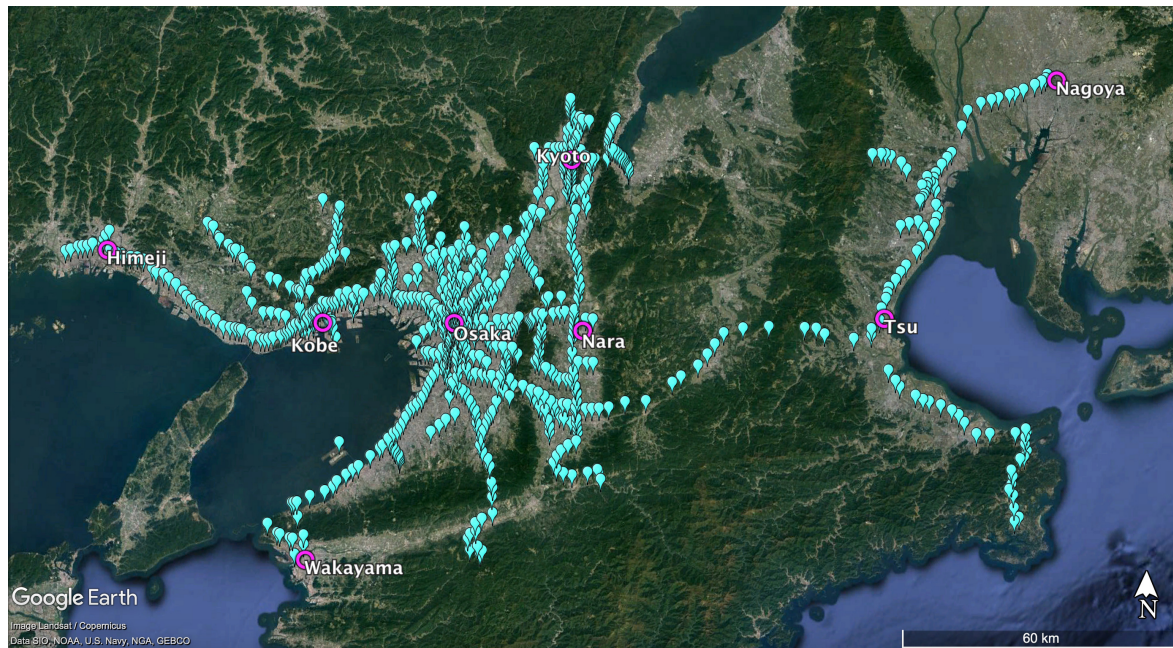 Nagoya
Kyoto
Himeji
Kobe
Osaka
Nara
Tsu
Wakayama
Google Earth
Image Landsat / Copernicus
Data SIO, NOAA, U.S. Navy, NGA, GEBCO
N
60 km